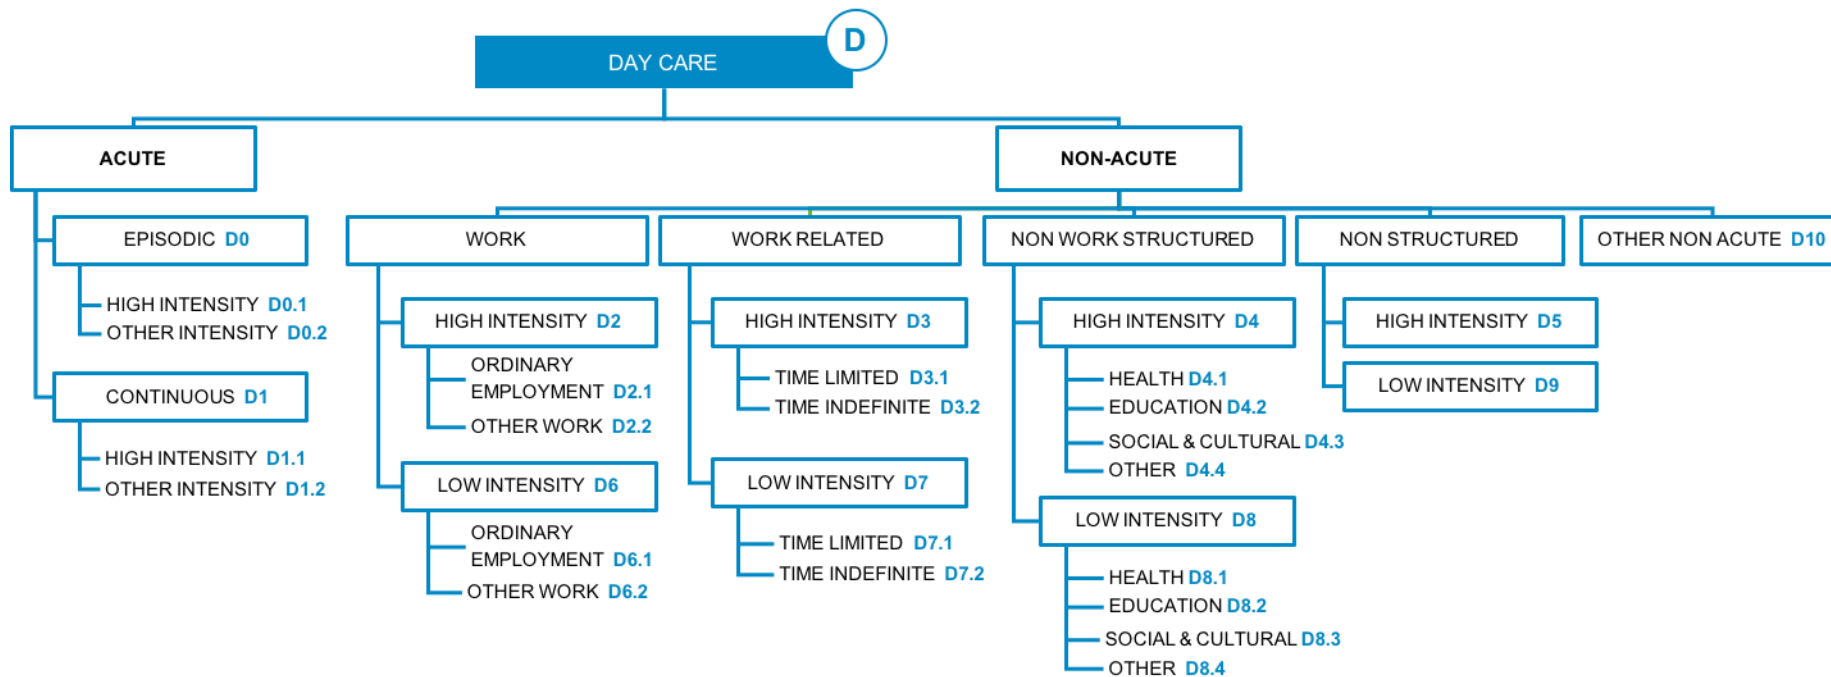 D
DAY CARE
ACUTE
NON-ACUTE
EPISODIC D0
HIGH INTENSITY D0.1
OTHER INTENSITY D0.2
CONTINUOUS D1
HIGH INTENSITY D1.1
OTHER INTENSITY D1.2
WORK
HIGH INTENSITY D2
ORDINARY
EMPLOYMENT D2.1
OTHER WORK D2.2
LOW INTENSITY D6
ORDINARY
EMPLOYMENT D6.1
OTHER WORK D6.2
WORK RELATED
HIGH INTENSITY D3
TIME LIMITED D3.1
TIME INDEFINITE D3.2
LOW INTENSITY D7
TIME LIMITED D7.1
TIME INDEFINITE D7.2
NON WORK STRUCTURED
HIGH INTENSITY D4
HEALTH D4.1
EDUCATION D4.2
SOCIAL & CULTURAL D4.3
OTHER D4.4
LOW INTENSITY D8
HEALTH D8.1
EDUCATION D8.2
SOCIAL & CULTURAL D8.3
OTHER D8.4
NON STRUCTURED
HIGH INTENSITY D5
LOW INTENSITY D9
OTHER NON ACUTE D10